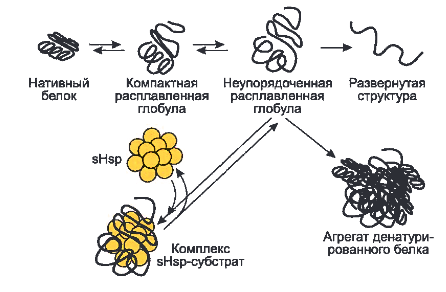 Нативный
белок
Компактная
расплавленная
глобула
Неупорядоченная
расплавленная
глобула
Развернутая
структура
sHsp
Комплекс
sHsp-субстрат
Агрегат денатури-
рованного белка